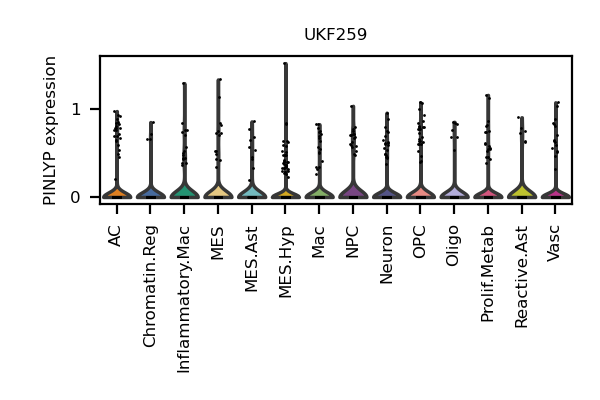 UKF259
PINLYP expression
1
0
AC
Chromatin.Reg
Inflammatory.Mac
MES
MES.Ast
MES.Hyp
Mac
NPC
Neuron
OPC
Oligo
Prolif.Metab
Reactive.Ast
Vasc